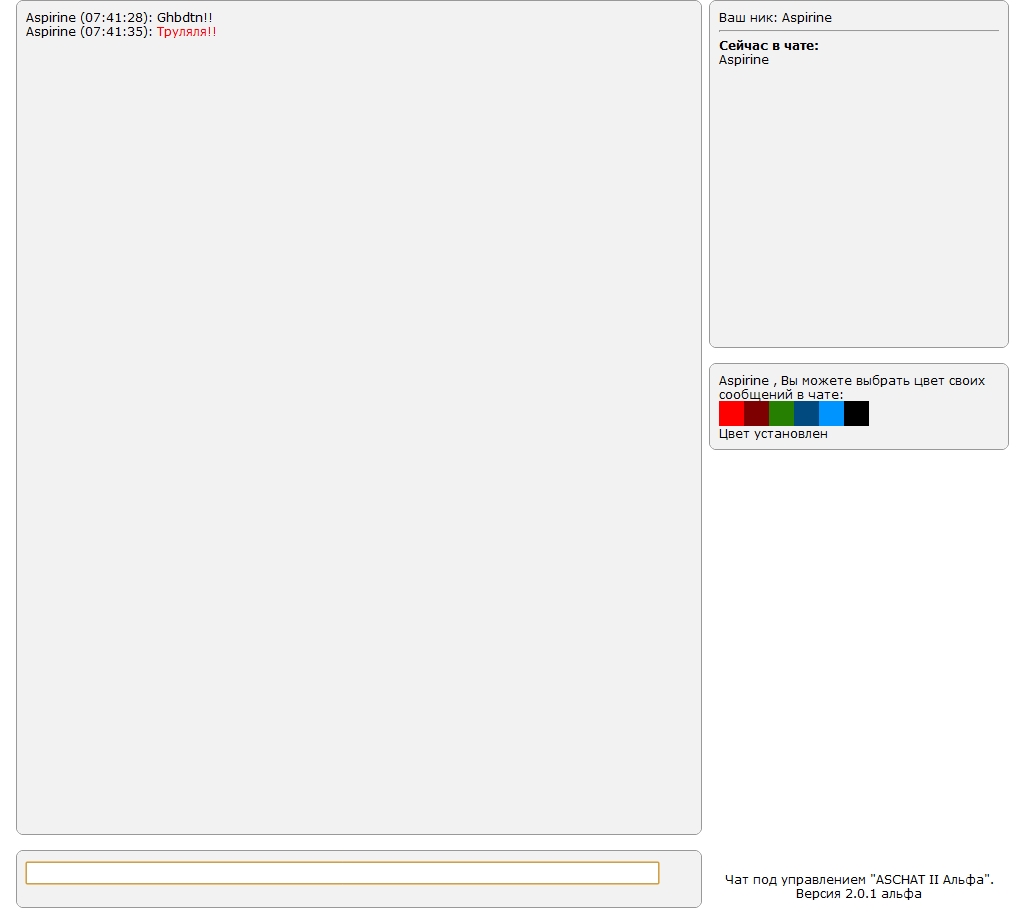 Aspirine (07:41:28): Ghbdtn!!
Aspirine (07:41:35): Труляля!!
Ваш ник: Aspirine
Сейчас в чате:
Aspirine
Aspirine , Вы можете выбрать цвет своих
сообщений в чате:
Цвет установлен
Чат под управлением "ASCHAT II Альфа".
Версия 2.0.1 альфа